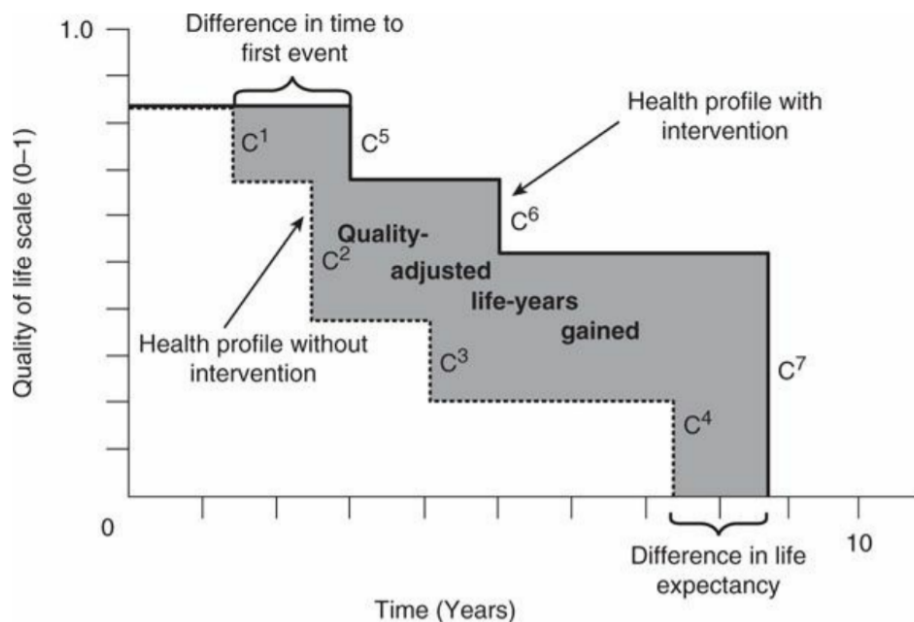 Difference in time to
first event
1.0
Health profile with
intervention
C¹
C⁵
C⁶
Quality-
C²
adjusted
life-years
gained
Health profile without
intervention
C³
C⁷
C⁴
Quality of life scale (0–1)
0
10
Difference in life
expectancy
Time (Years)